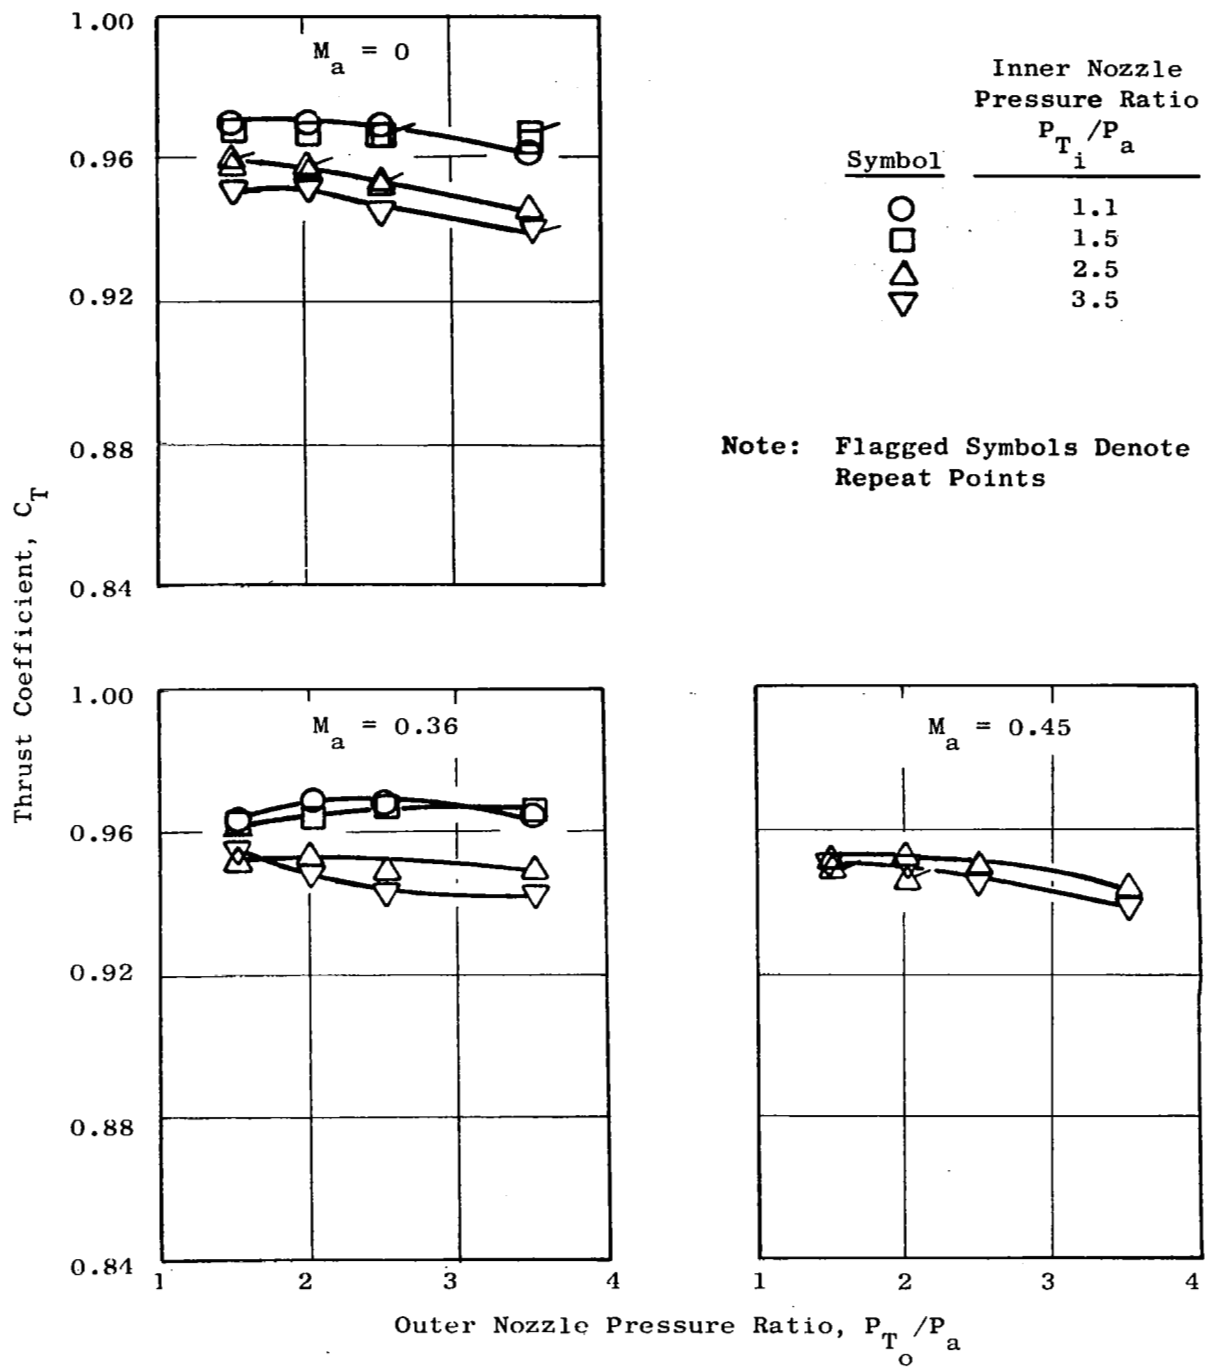 1.00
M_a = 0
0.96
0.92
0.88
0.84
Inner Nozzle
Pressure Ratio
Symbol P_T_i/P_a
1.1
1.5
2.5
3.5
Note: Flagged Symbols Denote
Repeat Points
Thrust Coefficient, C_T
1.00
M_a = 0.36
0.96
0.92
0.88
0.84
1 2 3 4
M_a = 0.45
1 2 3 4
Outer Nozzle Pressure Ratio, P_T_o/P_a